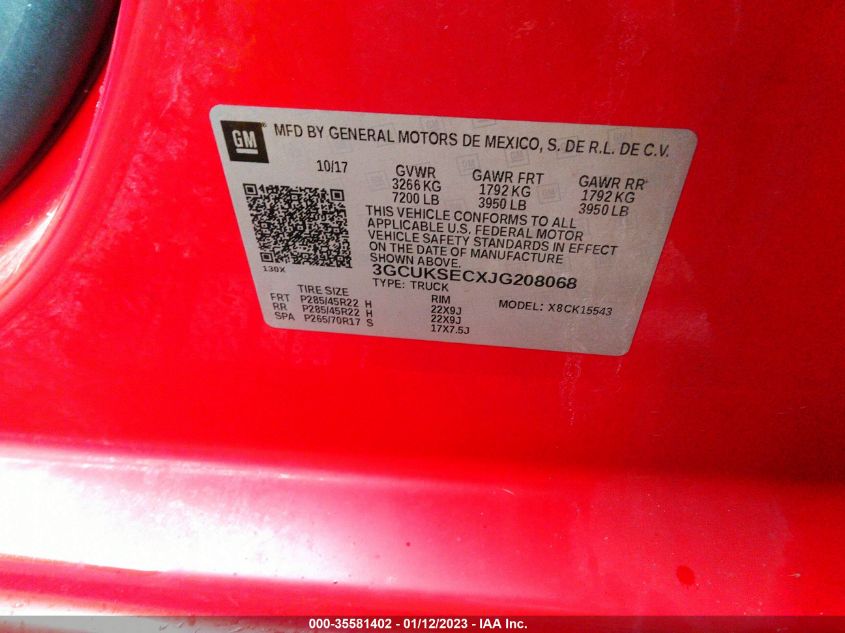 GM MFD BY GENERAL MOTORS DE MEXICO, S. DE R.L. DE C.V.
10/17 GVWR GAWR FRT GAWR RR
3266 KG 1792 KG 1792 KG
7200 LB 3950 LB 3950 LB
THIS VEHICLE CONFORMS TO ALL
APPLICABLE U.S. FEDERAL MOTOR
VEHICLE SAFETY STANDARDS IN EFFECT
ON THE DATE OF MANUFACTURE
SHOWN ABOVE.
130X 3GCUKSECXJG208068
TYPE: TRUCK
TIRE SIZE RIM MODEL: X8CK15543
FRT P285/45R22 H 22X9J
RR P285/45R22 H 22X9J
SPA P265/70R17 S 17X7.5J
000-35581402 - 01/12/2023 - IAA Inc.